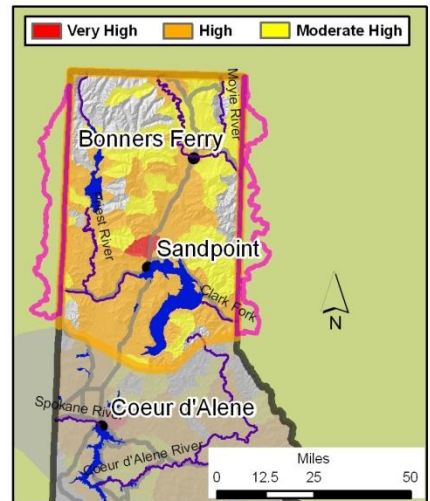 Very High High Moderate High
Moyie River
Bonners Ferry
Priest River
Sandpoint
Clark Fork
N
Spokane River
Coeur d'Alene
Coeur d'Alene River
Miles
0 12.5 25 50